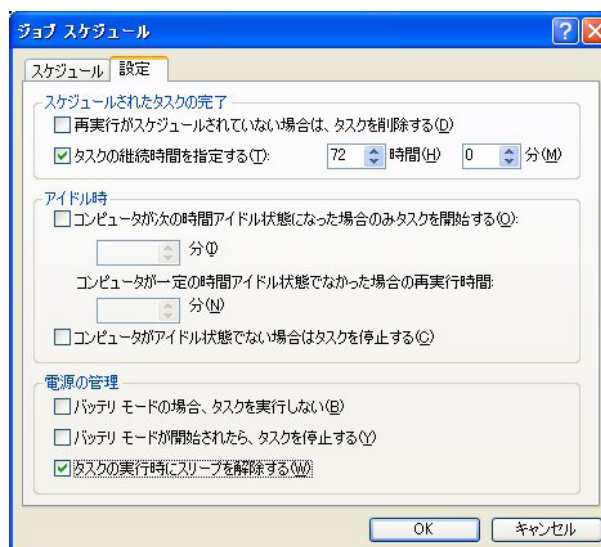 ジョブ スケジュール
スケジュール 設定
スケジュールされたタスクの完了
再実行がスケジュールされていない場合は、タスクを削除する(D)
タスクの継続時間を指定する(T): 72 時間(H) 0 分(M)
アイドル時
コンピュータが次の時間アイドル状態になった場合のみタスクを開始する(O):
分(I)
コンピュータが一定の時間アイドル状態でなかった場合の再実行時間:
分(N)
コンピュータがアイドル状態でない場合はタスクを停止する(C)
電源の管理
バッテリ モードの場合、タスクを実行しない(B)
バッテリ モードが開始されたら、タスクを停止する(Y)
タスクの実行時にスリープを解除する(W)
OK キャンセル